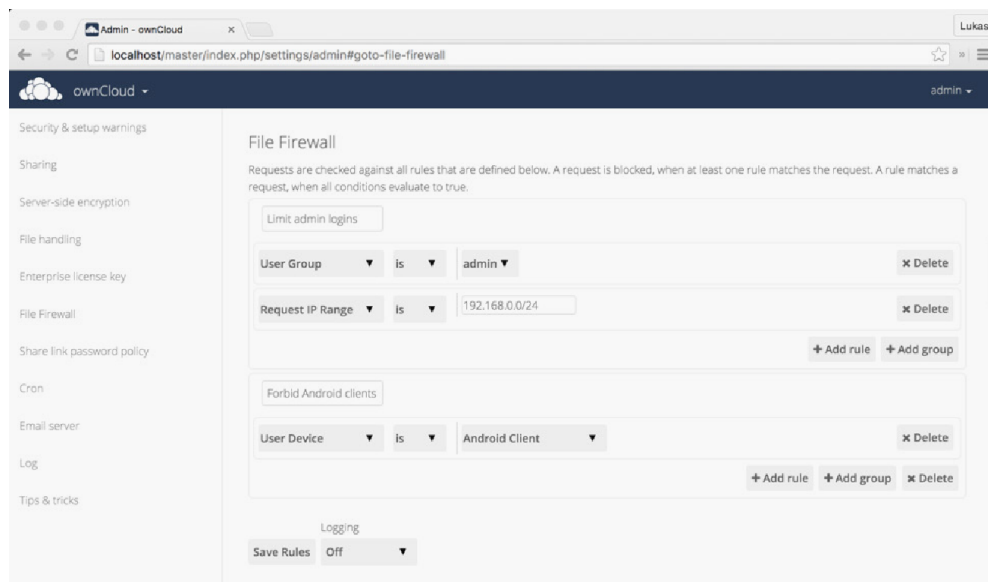 Admin - ownCloud
Lukas
localhost/master/index.php/settings/admin#goto-file-firewall
ownCloud
admin
Security & setup warnings
Sharing
Server-side encryption
File handling
Enterprise license key
File Firewall
Share link password policy
Cron
Email server
Log
Tips & tricks
File Firewall
Requests are checked against all rules that are defined below. A request is blocked, when at least one rule matches the request. A rule matches a
request, when all conditions evaluate to true.
Limit admin logins
User Group is admin Delete
Request IP Range is 192.168.0.0/24 Delete
+ Add rule + Add group
Forbid Android clients
User Device is Android Client Delete
+ Add rule + Add group Delete
Logging
Save Rules Off